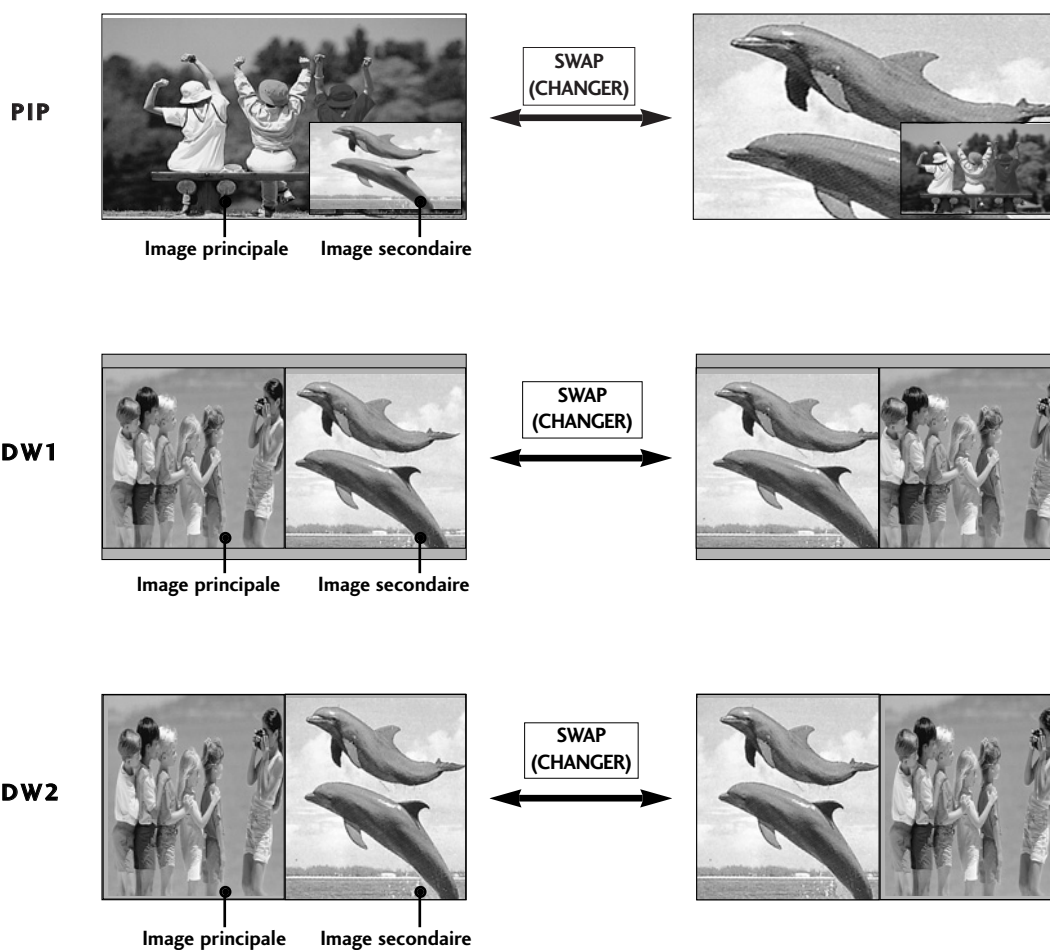 PIP
SWAP
(CHANGER)
Image principale
Image secondaire
DW1
SWAP
(CHANGER)
Image principale
Image secondaire
DW2
SWAP
(CHANGER)
Image principale
Image secondaire